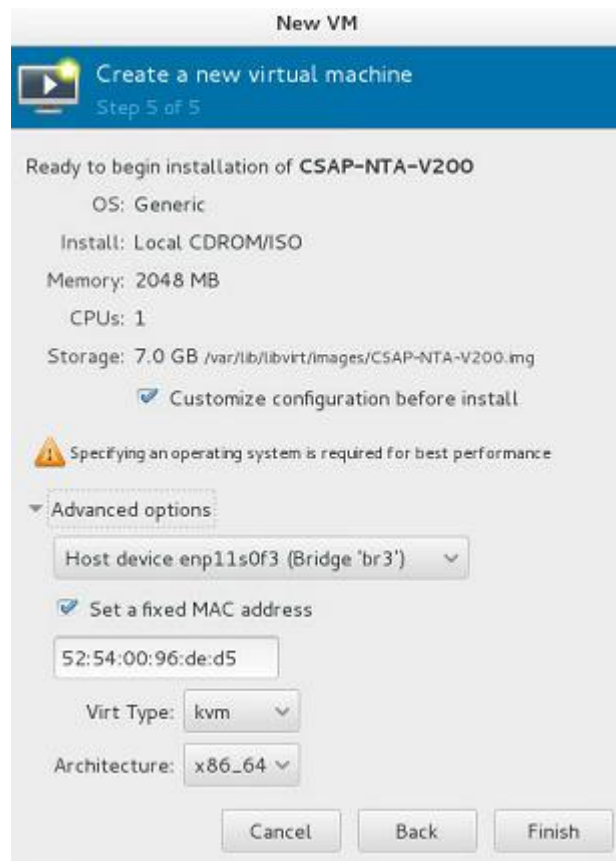 New VM
Create a new virtual machine
Step 5 of 5
Ready to begin installation of CSAP-NTA-V200
OS: Generic
Install: Local CDROM/ISO
Memory: 2048 MB
CPUs: 1
Storage: 7.0 GB /var/lib/libvirt/images/CSAP-NTA-V200.img
Customize configuration before install
Specifying an operating system is required for best performance
Advanced options
Host device enp11s0f3 (Bridge 'br3')
Set a fixed MAC address
52:54:00:96:de:d5
Virt Type: kvm
Architecture: x86_64
Cancel Back Finish